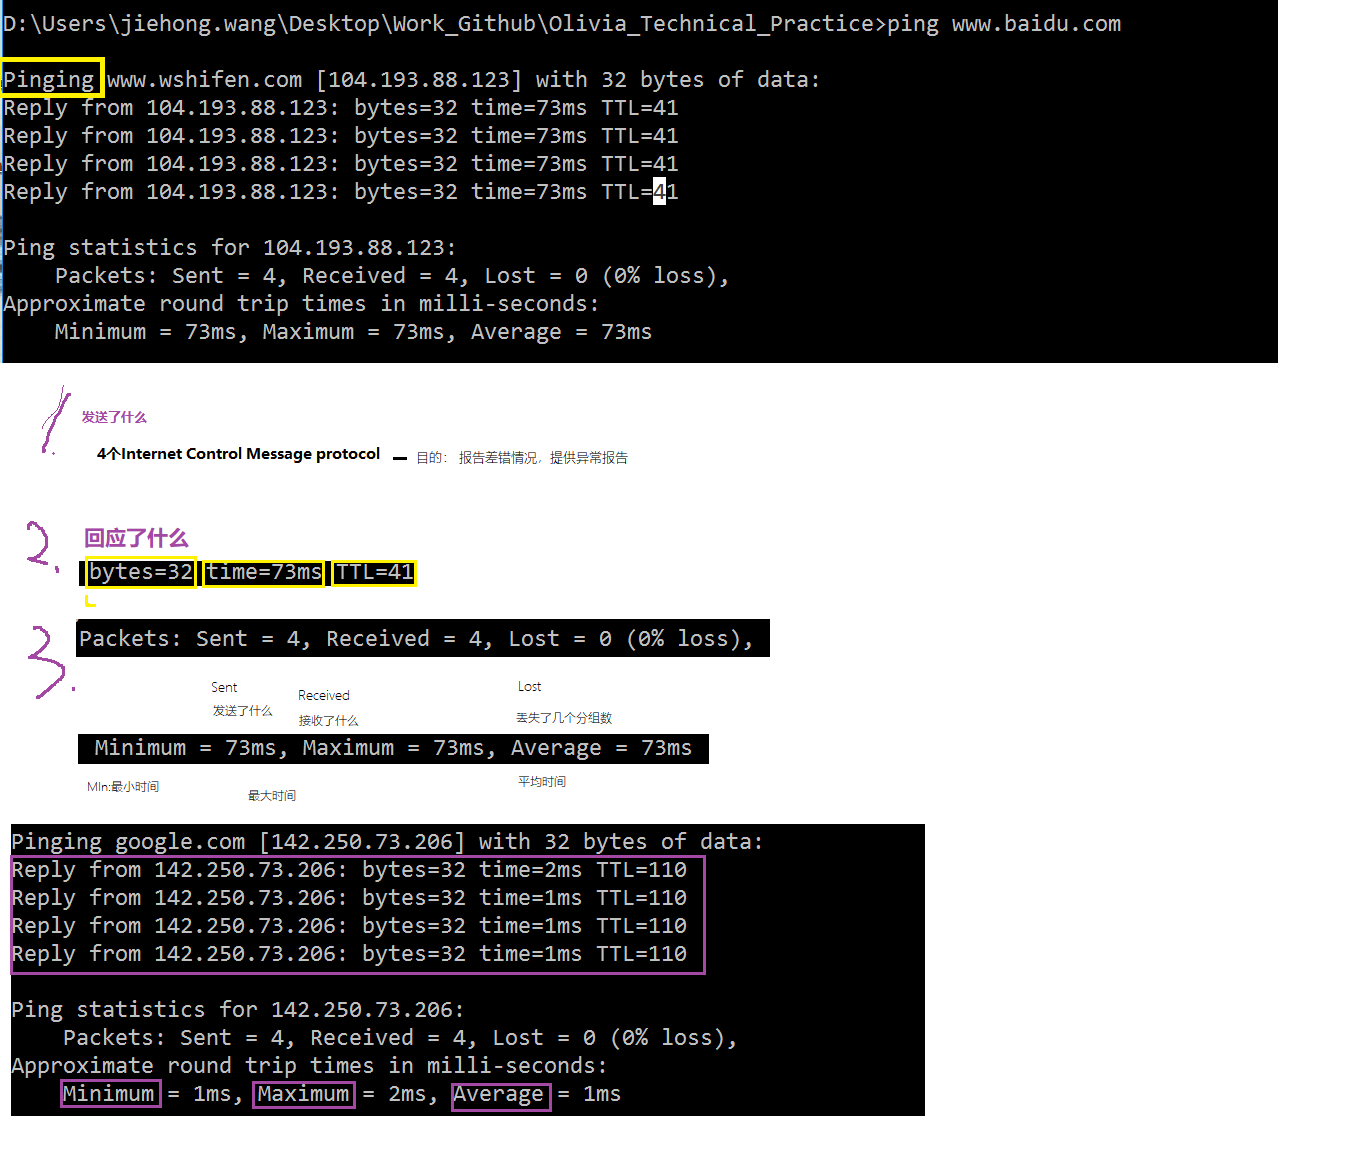 D:\Users\jiehong.wang\Desktop\Work_Github\Olivia_Technical_Practice>ping www.baidu.com
Pinging www.wshifen.com [104.193.88.123] with 32 bytes of data:
Reply from 104.193.88.123: bytes=32 time=73ms TTL=41
Reply from 104.193.88.123: bytes=32 time=73ms TTL=41
Reply from 104.193.88.123: bytes=32 time=73ms TTL=41
Reply from 104.193.88.123: bytes=32 time=73ms TTL=41
Ping statistics for 104.193.88.123:
Packets: Sent = 4, Received = 4, Lost = 0 (0% loss),
Approximate round trip times in milli-seconds:
Minimum = 73ms, Maximum = 73ms, Average = 73ms
1. 发送了什么
4个Internet Control Message protocol — 目的： 报告差错情况，提供异常报告
2. 回应了什么
bytes=32 time=73ms TTL=41
3. Packets: Sent = 4, Received = 4, Lost = 0 (0% loss),
Sent Received Lost
发送了什么 接收了什么 丢失了几个分组数
Minimum = 73ms, Maximum = 73ms, Average = 73ms
MIn:最小时间 最大时间 平均时间
Pinging google.com [142.250.73.206] with 32 bytes of data:
Reply from 142.250.73.206: bytes=32 time=2ms TTL=110
Reply from 142.250.73.206: bytes=32 time=1ms TTL=110
Reply from 142.250.73.206: bytes=32 time=1ms TTL=110
Reply from 142.250.73.206: bytes=32 time=1ms TTL=110
Ping statistics for 142.250.73.206:
Packets: Sent = 4, Received = 4, Lost = 0 (0% loss),
Approximate round trip times in milli-seconds:
Minimum = 1ms, Maximum = 2ms, Average = 1ms